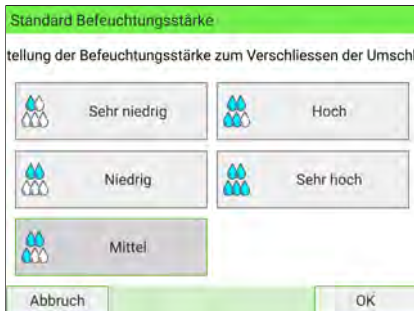 Standard Befeuchtungsstärke
tellung der Befeuchtungsstärke zum Verschliessen der Umschl
Sehr niedrig
Hoch
Niedrig
Sehr hoch
Mittel
Abbruch
OK